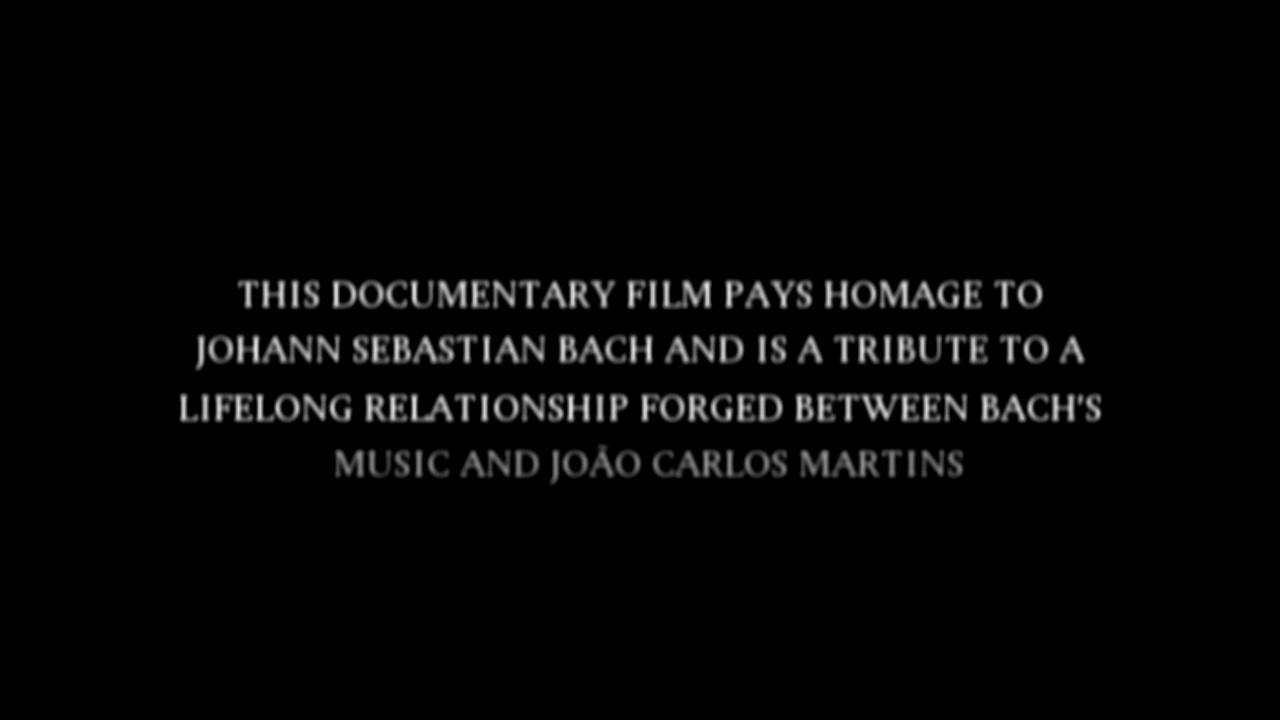 THIS DOCUMENTARY FILM PAYS HOMAGE TO
JOHANN SEBASTIAN BACH AND IS A TRIBUTE TO A
LIFELONG RELATIONSHIP FORGED BETWEEN BACH'S
MUSIC AND JOÃO CARLOS MARTINS